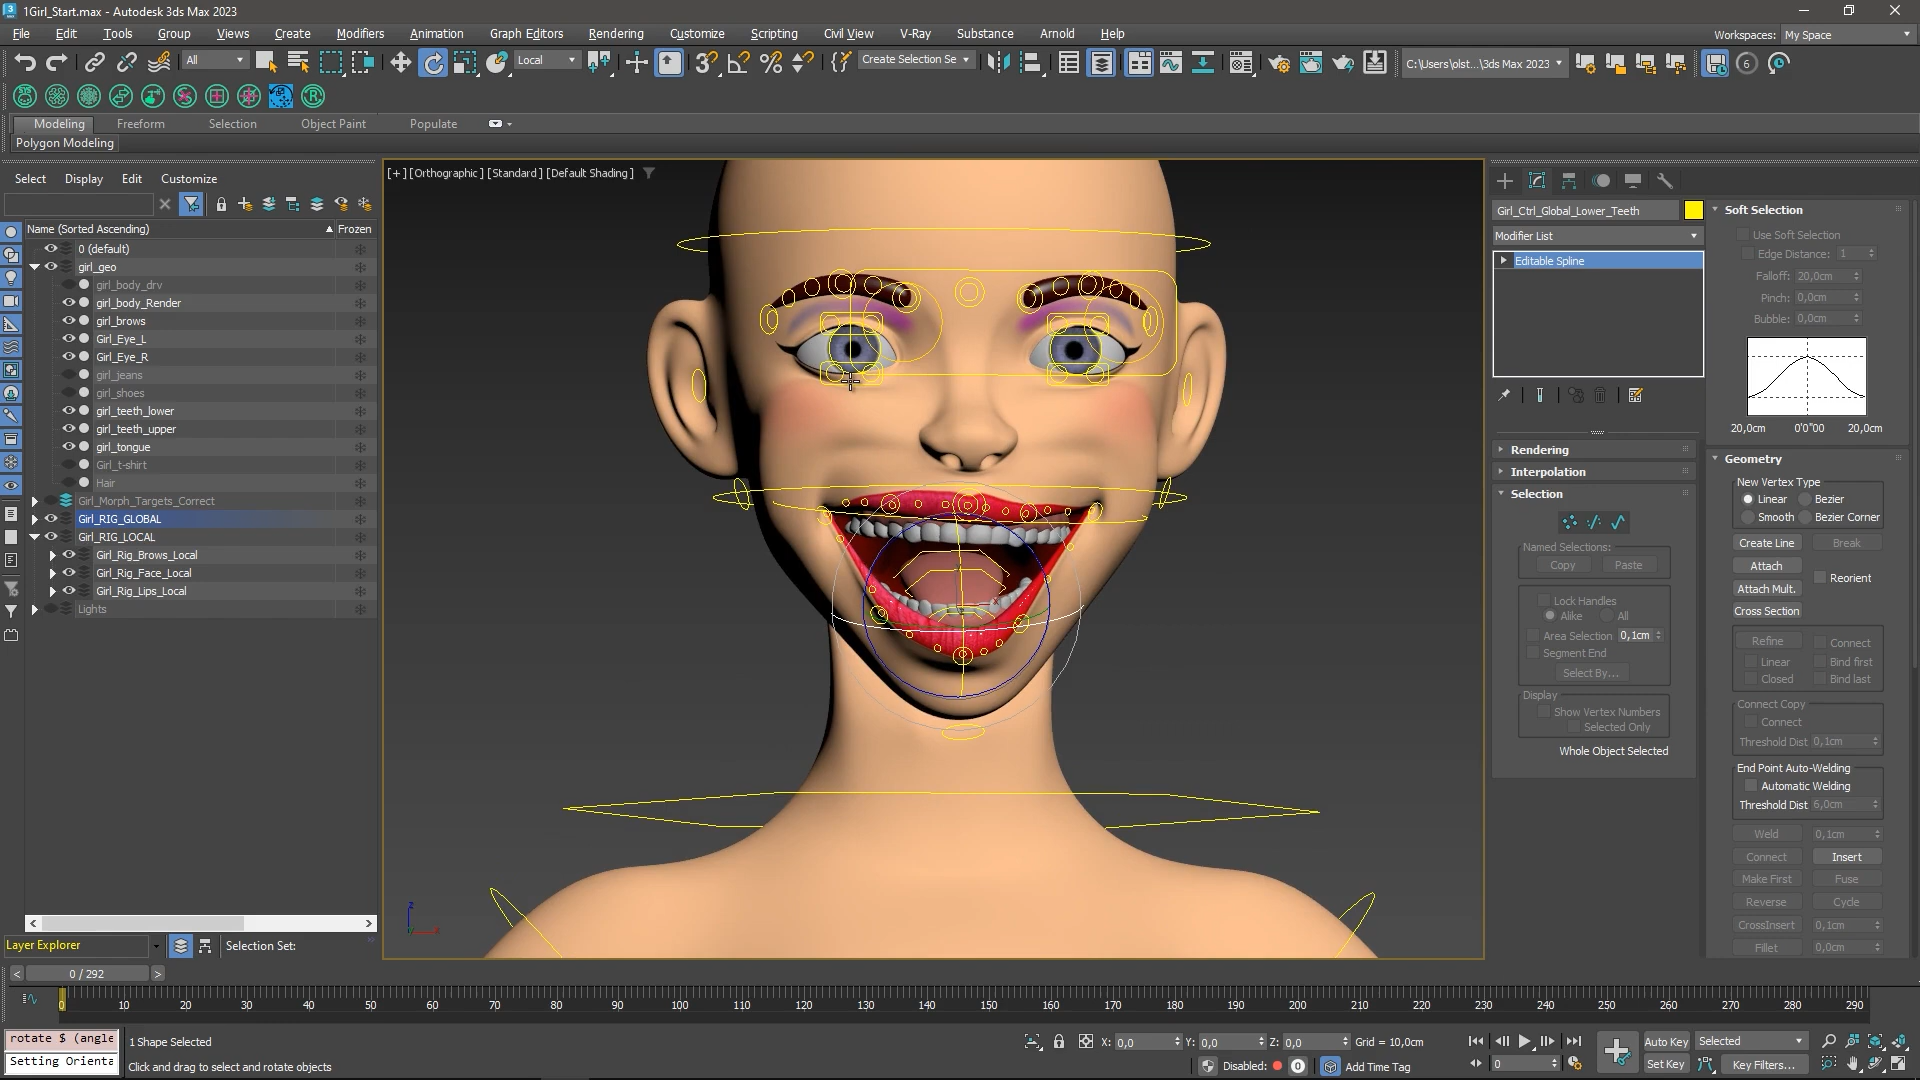 1Girl_Start.max - Autodesk 3ds Max 2023
File Edit Tools Group Views Create Modifiers Animation Graph Editors Rendering Customize Scripting Civil View V-Ray Substance Arnold Help
Workspaces: My Space
All
Local
Create Selection Se
C:\Users\olst...\3ds Max 2023
6
Modeling Freeform Selection Object Paint Populate
Polygon Modeling
Select Display Edit Customize
Name (Sorted Ascending) Frozen
0 (default)
girl_geo
girl_body_drv
girl_body_Render
girl_brows
Girl_Eye_L
Girl_Eye_R
girl_jeans
girl_shoes
girl_teeth_lower
girl_teeth_upper
girl_tongue
Girl_t-shirt
Hair
Girl_Morph_Targets_Correct
Girl_RIG_GLOBAL
Girl_RIG_LOCAL
Girl_Rig_Brows_Local
Girl_Rig_Face_Local
Girl_Rig_Lips_Local
Lights
Layer Explorer
Selection Set:
[+] [Orthographic] [Standard] [Default Shading]
Girl_Ctrl_Global_Lower_Teeth
Modifier List
Editable Spline
Rendering
Interpolation
Selection
Named Selections:
Copy Paste
Lock Handles
Alike All
Area Selection 0,1cm
Segment End
Select By...
Display
Show Vertex Numbers
Selected Only
Whole Object Selected
Soft Selection
Use Soft Selection
Edge Distance: 1
Falloff: 20,0cm
Pinch: 0,0cm
Bubble: 0,0cm
20,0cm 0'0"00 20,0cm
Geometry
New Vertex Type
Linear Bezier
Smooth Bezier Corner
Create Line Break
Attach
Reorient
Attach Mult.
Cross Section
Refine Connect
Linear Bind first
Closed Bind last
Connect Copy
Connect
Threshold Dist 0,1cm
End Point Auto-Welding
Automatic Welding
Threshold Dist 6,0cm
Weld 0,1cm
Connect Insert
Make First Fuse
Reverse Cycle
CrossInsert 0,1cm
Fillet 0,0cm
< 0 / 292 >
0 10 20 30 40 50 60 70 80 90 100 110 120 130 140 150 160 170 180 190 200 210 220 230 240 250 260 270 280 290
rotate $ (angle
Setting Orienta
1 Shape Selected
Click and drag to select and rotate objects
X: 0,0 Y: 0,0 Z: 0,0 Grid = 10,0cm
Disabled: 0 Add Time Tag
0
Auto Key Selected
Set Key Key Filters...